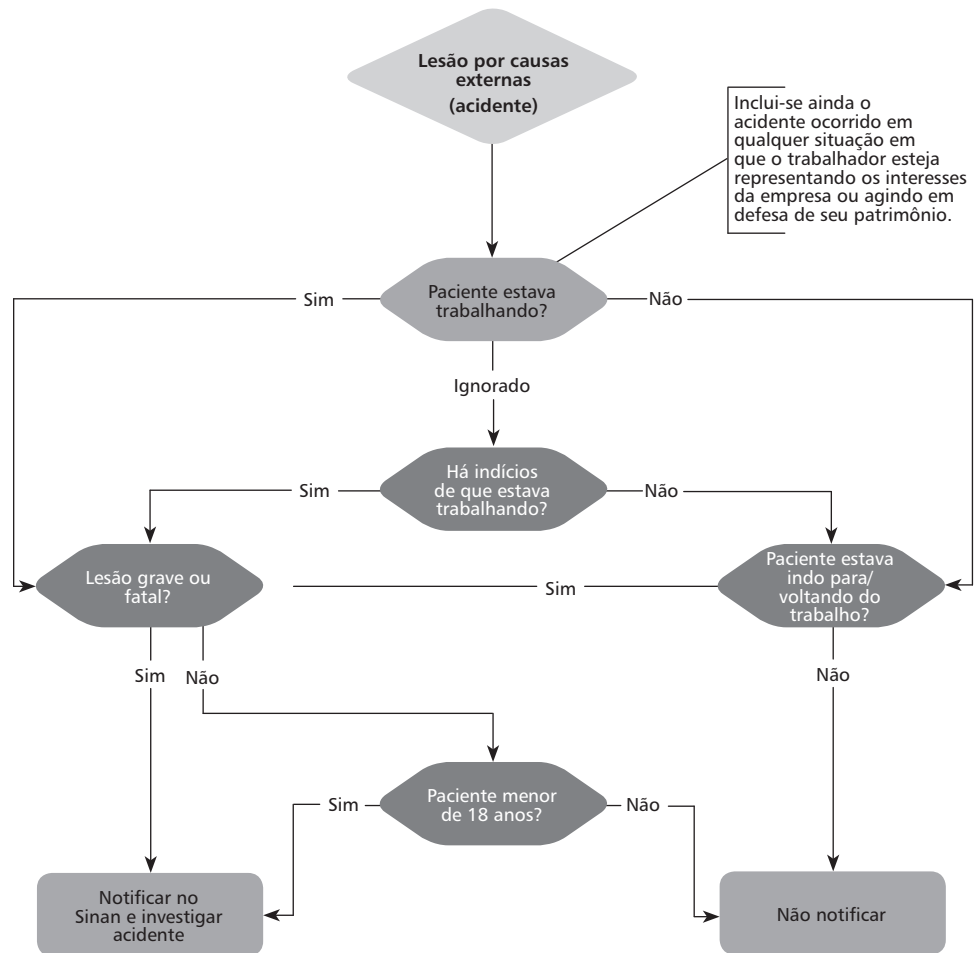 Lesão por causas
externas
(acidente)
Inclui-se ainda o
acidente ocorrido em
qualquer situação em
que o trabalhador esteja
representando os interesses
da empresa ou agindo em
defesa de seu patrimônio.
Paciente estava
trabalhando?
Sim
Não
Ignorado
Há indícios
de que estava
trabalhando?
Sim
Não
Lesão grave ou
fatal?
Sim
Paciente estava
indo para/
voltando do
trabalho?
Sim
Não
Não
Paciente menor
de 18 anos?
Sim
Não
Notificar no
Sinan e investigar
acidente
Não notificar